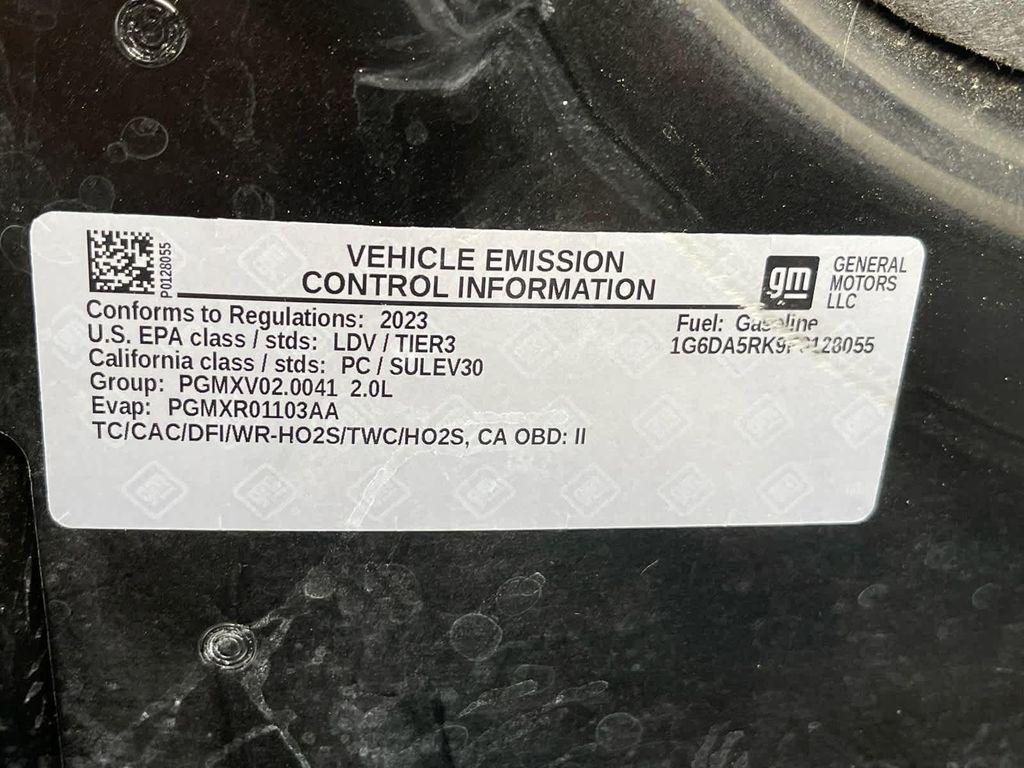 P0128055
VEHICLE EMISSION
CONTROL INFORMATION
gm
GENERAL
MOTORS
LLC
Conforms to Regulations: 2023
Fuel:
U.S. EPA class / stds: LDV / TIER3
California class / stds: PC / SULEV30
Group: PGMXV02.0041 2.0L
Evap: PGMXR01103AA
TC/CAC/DFI/WR-HO2S/TWC/HO2S, CA OBD: II